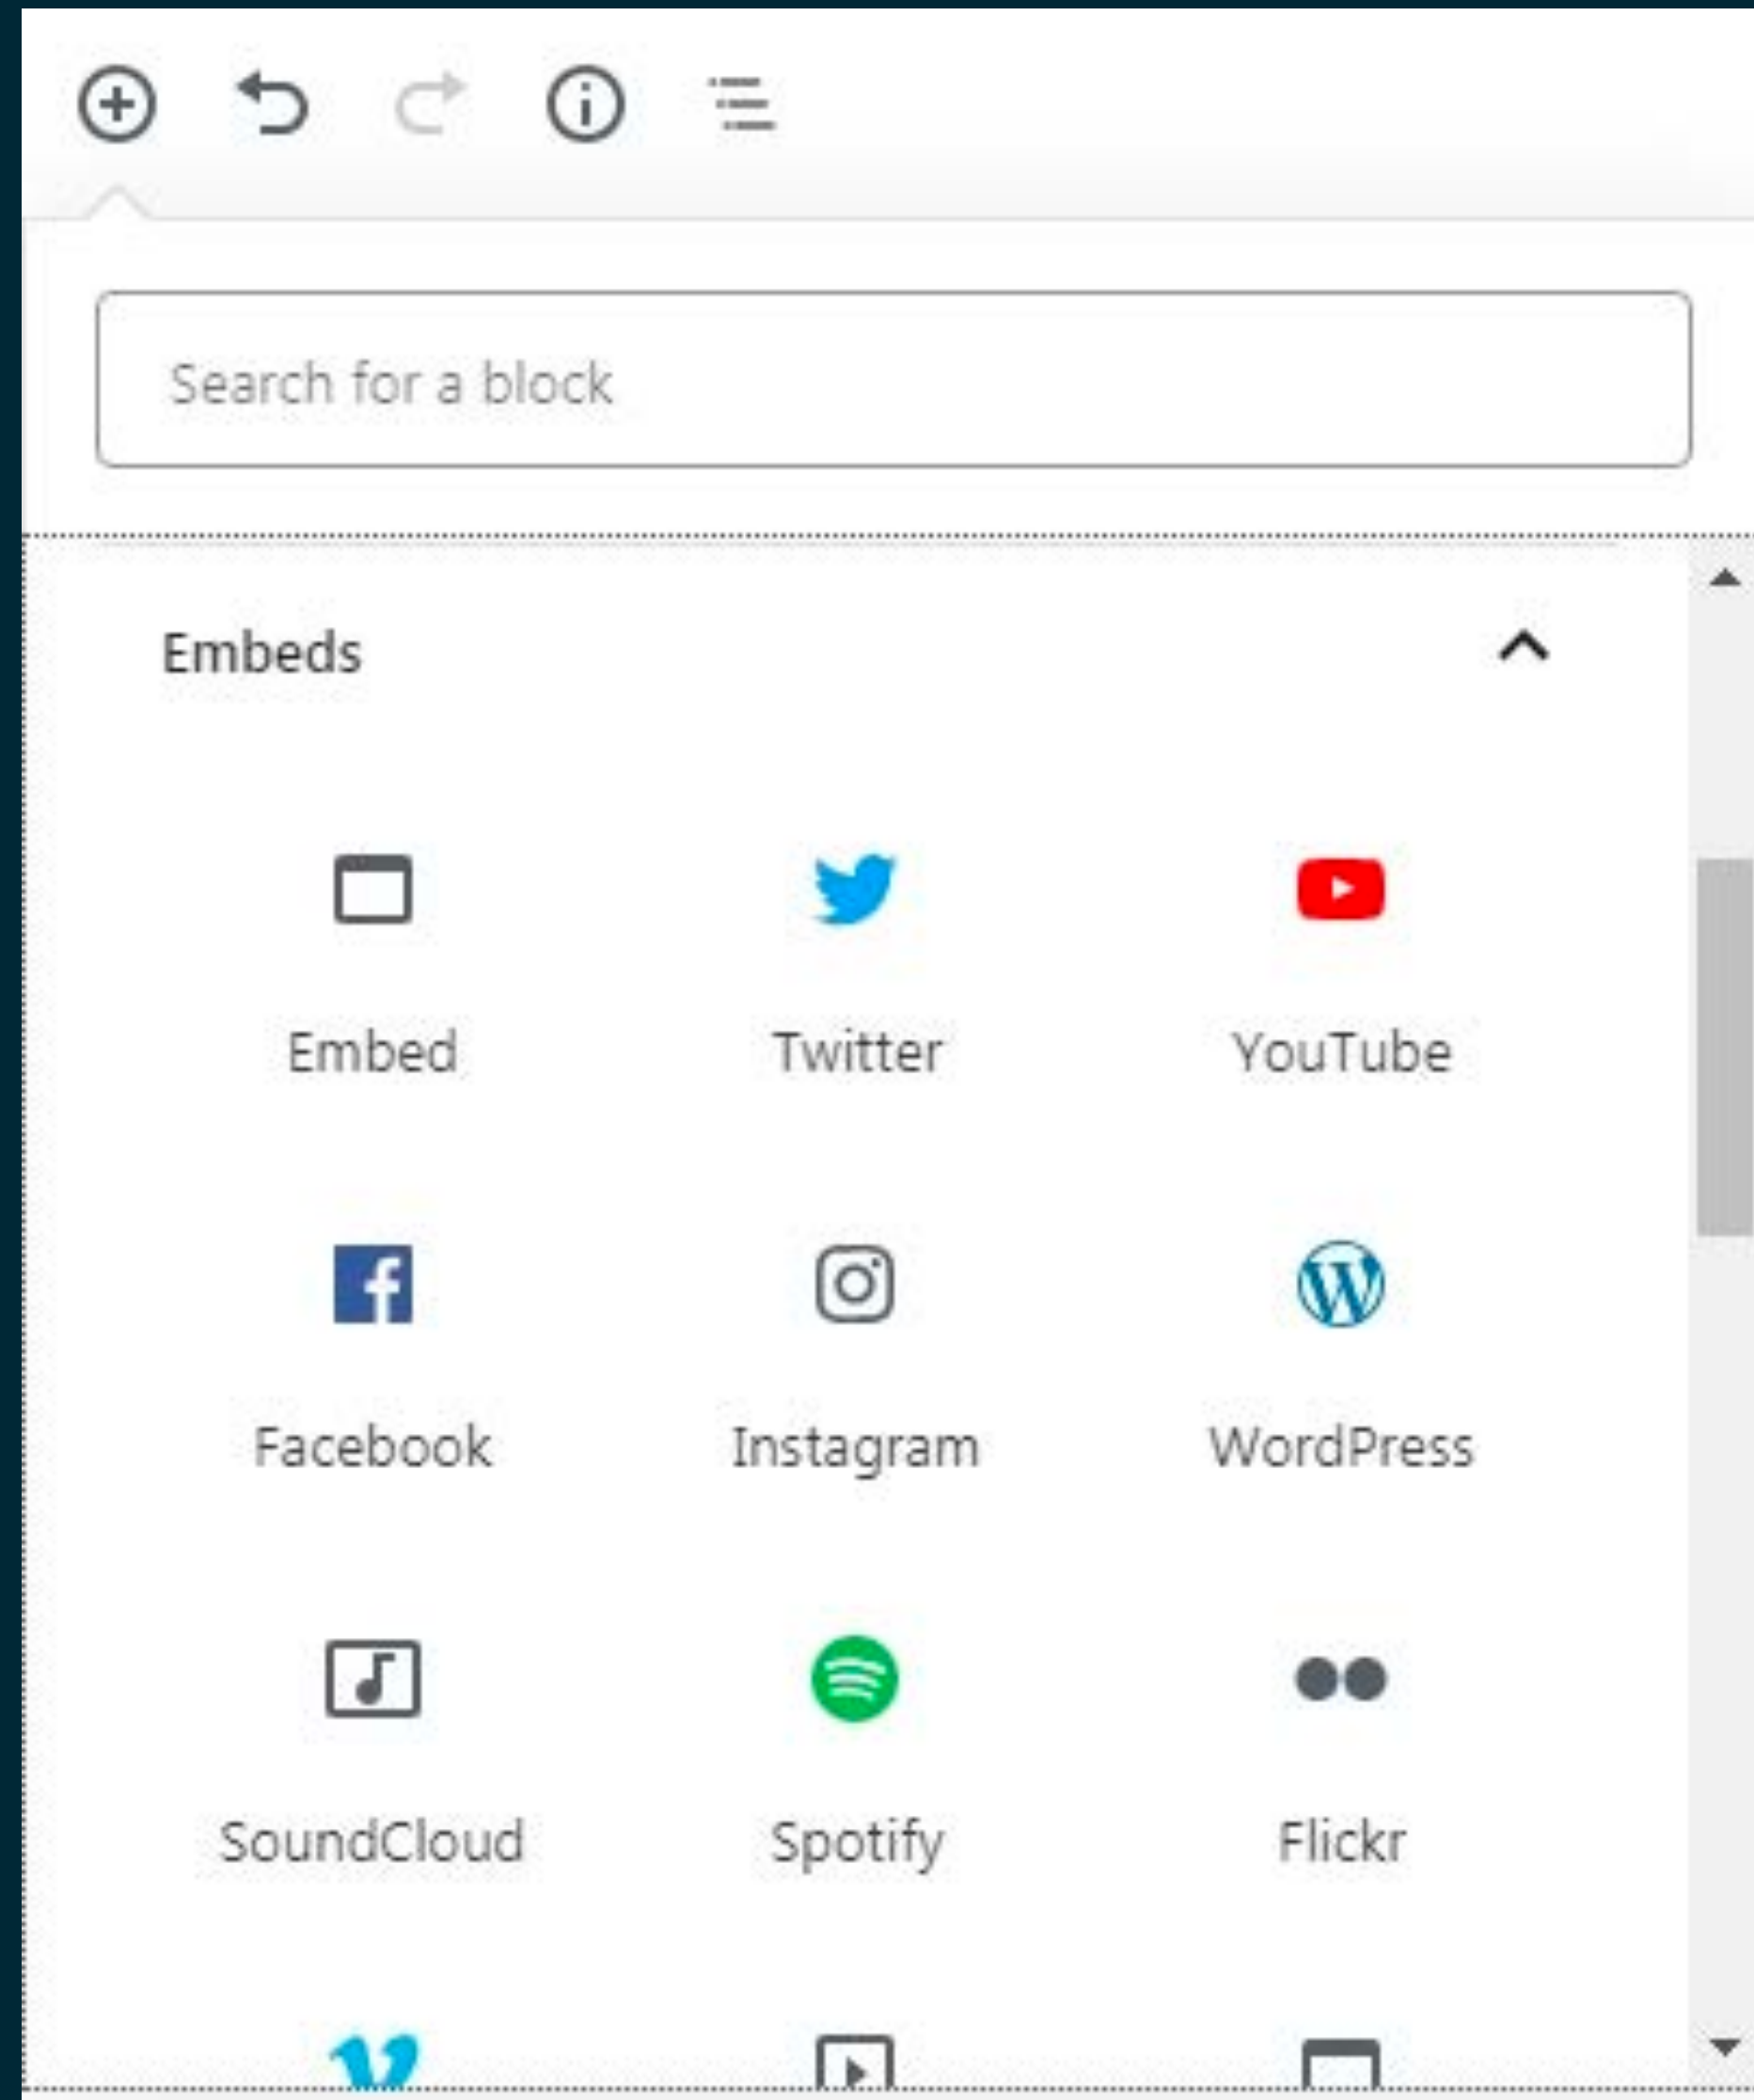 Search for a block
Embeds
Embed Twitter YouTube
Facebook Instagram WordPress
SoundCloud Spotify Flickr